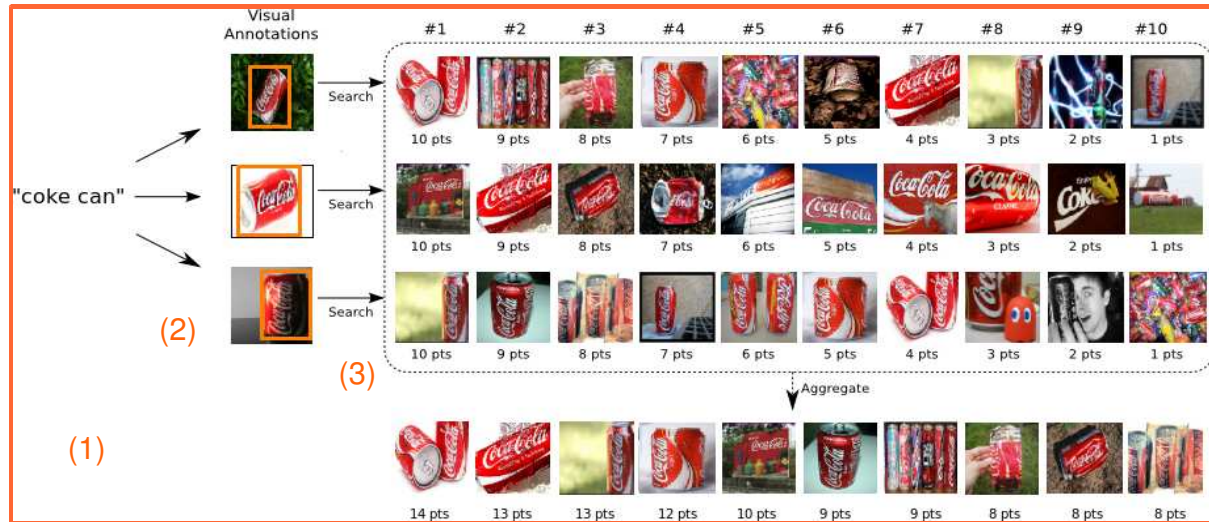 Visual
Annotations
#1 #2 #3 #4 #5 #6 #7 #8 #9 #10
Search
10 pts 9 pts 8 pts 7 pts 6 pts 5 pts 4 pts 3 pts 2 pts 1 pts
"coke can"
Search
10 pts 9 pts 8 pts 7 pts 6 pts 5 pts 4 pts 3 pts 2 pts 1 pts
(2)
Search
10 pts 9 pts 8 pts 7 pts 6 pts 5 pts 4 pts 3 pts 2 pts 1 pts
(3)
Aggregate
(1)
14 pts 13 pts 13 pts 12 pts 10 pts 9 pts 9 pts 8 pts 8 pts 8 pts